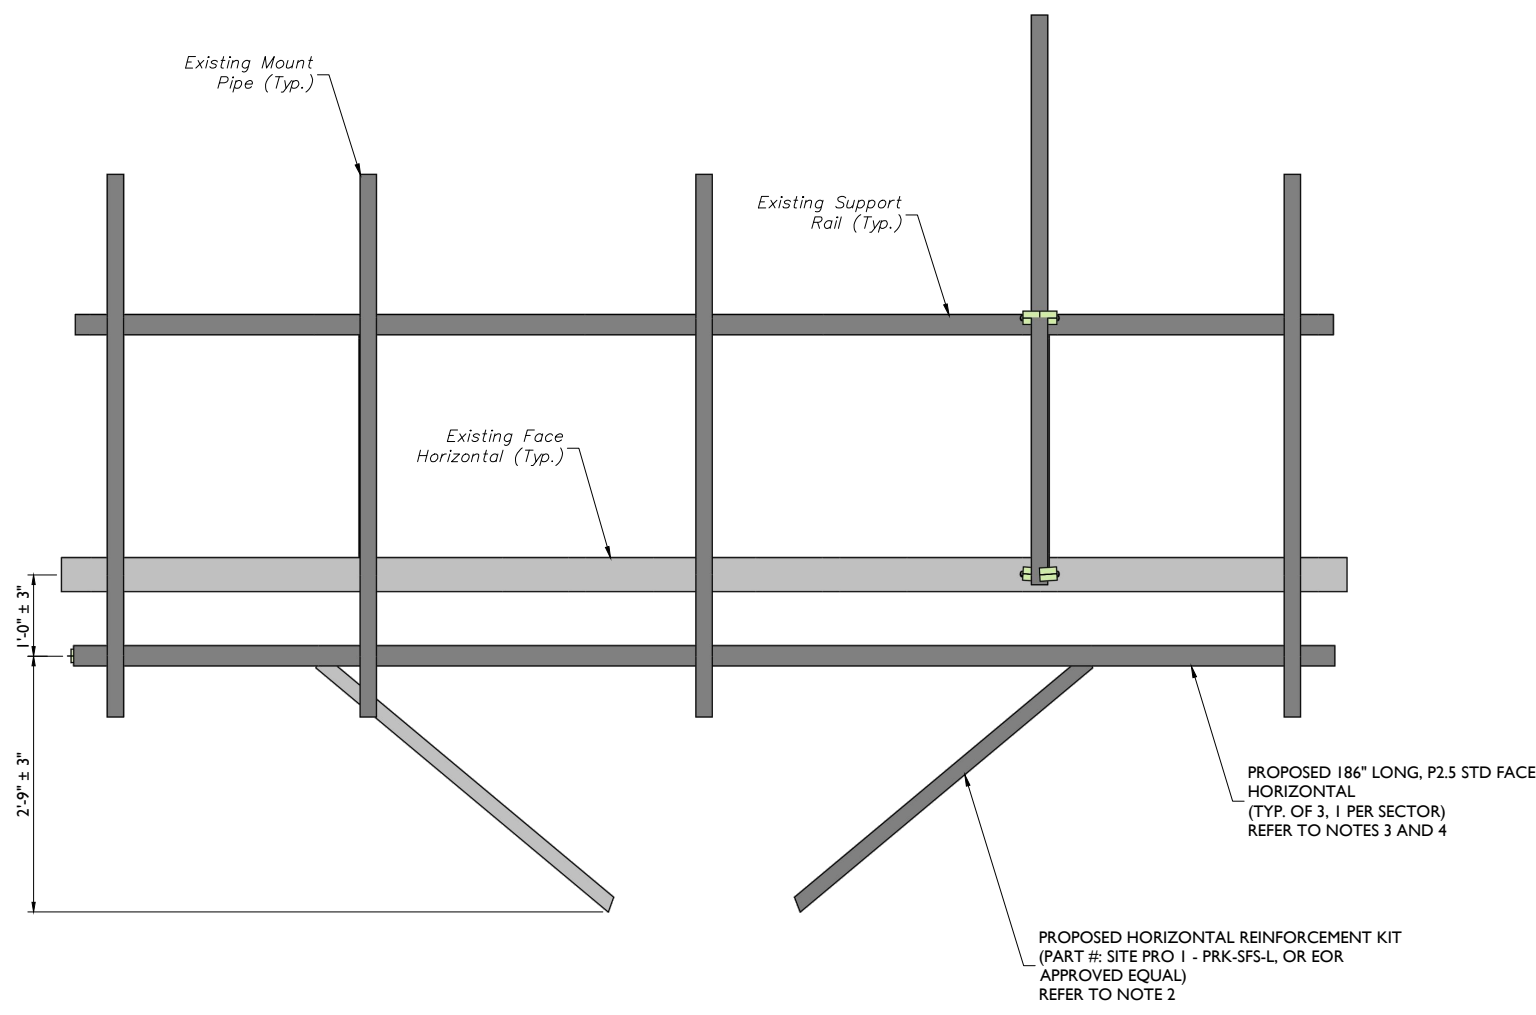 Existing Mount
Pipe (Typ.)
Existing Support
Rail (Typ.)
Existing Face
Horizontal (Typ.)
1'-0" ± 3"
2'-9" ± 3"
PROPOSED 186" LONG, P2.5 STD FACE
HORIZONTAL
(TYP. OF 3, 1 PER SECTOR)
REFER TO NOTES 3 AND 4
PROPOSED HORIZONTAL REINFORCEMENT KIT
(PART #: SITE PRO 1 - PRK-SFS-L, OR EOR
APPROVED EQUAL)
REFER TO NOTE 2